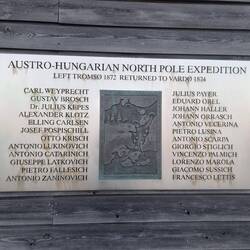 AUSTRO-HUNGARIAN NORTH POLE EXPEDITION
LEFT TROMSØ 1872 RETURNED TO VARDØ 1874
CARL WEYPRECHT
GUSTAV BROSCH
Dr. JULIUS KEPES
ALEXANDER KLOTZ
ELLING CARLSEN
JOSEF POSPISCHILL
OTTO KRISCH
ANTONIO LUKINOVICH
ANTONIO CATARINICH
GIUSEPPE LATKOVICH
PIETRO FALLESICH
ANTONIO ZANINOVICH
JULIUS PAYER
EDUARD OREL
JOHANN HALLER
JOHANN ORRASCH
ANTONIO VECERINA
PIETRO LUSINA
ANTONIO SCARPA
GIORGIO STIGLICH
VINCENZO PALMICH
LORENZO MAROLA
GIACOMO SUSSICH
FRANCESCO LETTIS